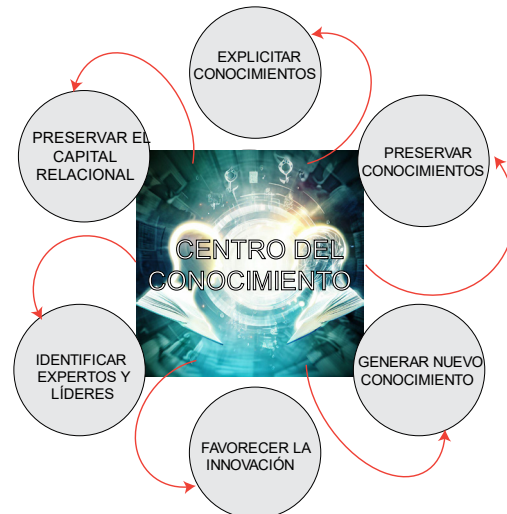 EXPLICITAR
CONOCIMIENTOS
PRESERVAR EL
CAPITAL
RELACIONAL
PRESERVAR
CONOCIMIENTOS
CENTRO DEL
CONOCIMIENTO
IDENTIFICAR
EXPERTOS Y
LÍDERES
GENERAR NUEVO
CONOCIMIENTO
FAVORECER LA
INNOVACIÓN